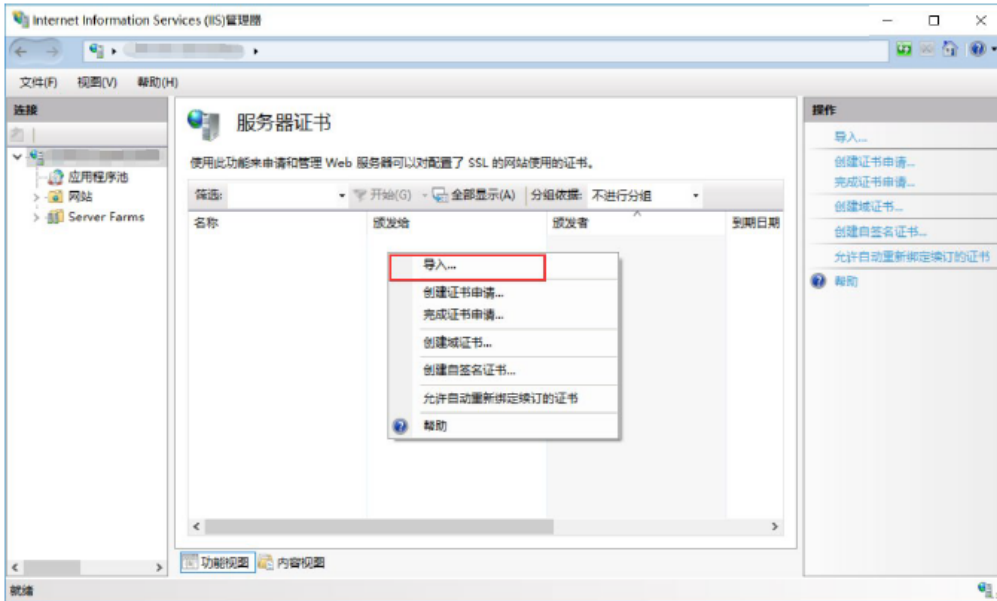 Internet Information Services (IIS)管理器
文件(F) 视图(V) 帮助(H)
连接
应用程序池
网站
Server Farms
服务器证书
使用此功能来申请和管理 Web 服务器可以对配置了 SSL 的网站使用的证书。
筛选: 开始(G) 全部显示(A) 分组依据: 不进行分组
名称 颁发给 颁发者 到期日期
导入...
创建证书申请...
完成证书申请...
创建域证书...
创建自签名证书...
允许自动重新绑定续订的证书
帮助
功能视图 内容视图
操作
导入...
创建证书申请...
完成证书申请...
创建域证书...
创建自签名证书...
允许自动重新绑定续订的证书
帮助
就绪